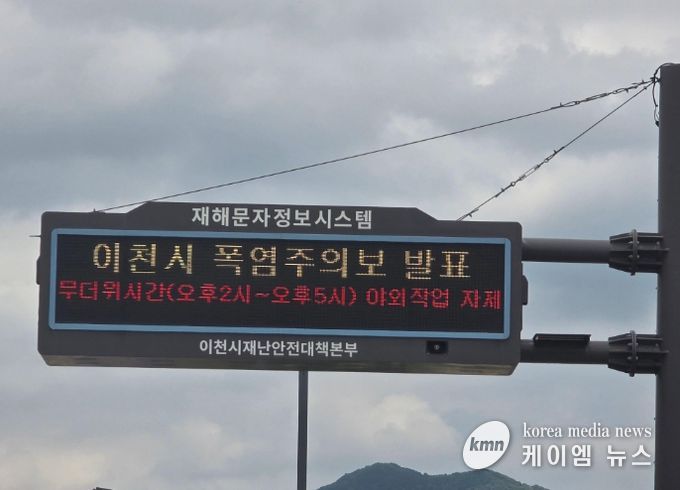 재해문자정보시스템
이천시 폭염주의보 발표
무더위시간(오후2시~오후5시) 야외작업 자제
이천시재난안전대책본부
kmn
korea media news
케이엠 뉴스